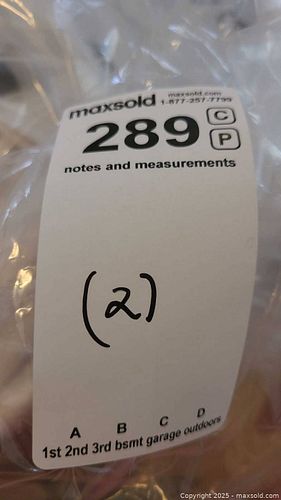 maxsold maxsold.com
1-877-257-7799
289 C
P
notes and measurements
(2)
A B C D
1st 2nd 3rd bsmt garage outdoors
Copyright 2025 - maxsold.com